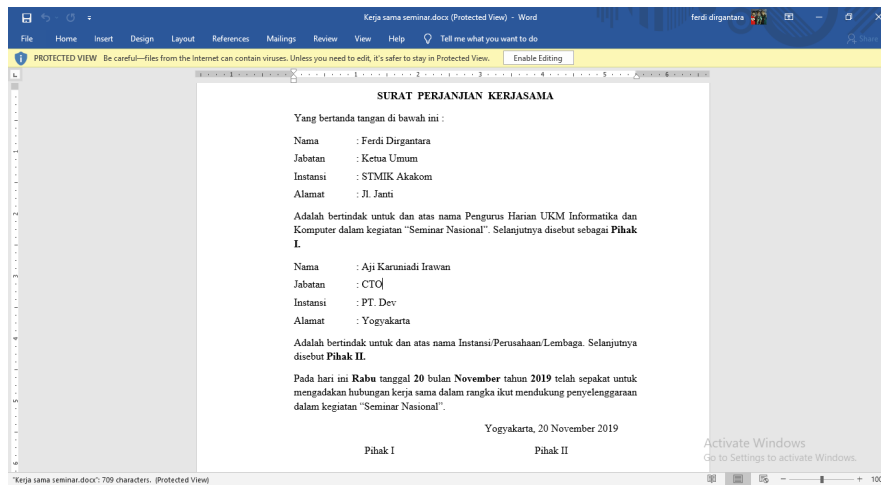 Kerja sama seminar.docx (Protected View) - Word
ferdi dirgantara
File Home Insert Design Layout References Mailings Review View Help Tell me what you want to do Share
PROTECTED VIEW Be careful—files from the Internet can contain viruses. Unless you need to edit, it's safer to stay in Protected View. Enable Editing
1 1 2 3 4 5 6
SURAT PERJANJIAN KERJASAMA
Yang bertanda tangan di bawah ini :
Nama : Ferdi Dirgantara
Jabatan : Ketua Umum
Instansi : STMIK Akakom
Alamat : Jl. Janti
Adalah bertindak untuk dan atas nama Pengurus Harian UKM Informatika dan
Komputer dalam kegiatan “Seminar Nasional”. Selanjutnya disebut sebagai Pihak
I.
Nama : Aji Karuniadi Irawan
Jabatan : CTO
Instansi : PT. Dev
Alamat : Yogyakarta
Adalah bertindak untuk dan atas nama Instansi/Perusahaan/Lembaga. Selanjutnya
disebut Pihak II.
Pada hari ini Rabu tanggal 20 bulan November tahun 2019 telah sepakat untuk
mengadakan hubungan kerja sama dalam rangka ikut mendukung penyelenggaraan
dalam kegiatan “Seminar Nasional”.
Yogyakarta, 20 November 2019
Pihak I Pihak II
Activate Windows
Go to Settings to activate Windows.
"Kerja sama seminar.docx": 709 characters. (Protected View)
100